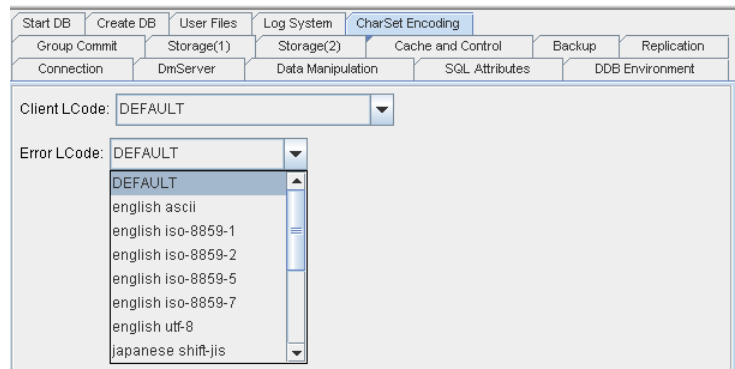 Start DB Create DB User Files Log System CharSet Encoding
Group Commit Storage(1) Storage(2) Cache and Control Backup Replication
Connection DmServer Data Manipulation SQL Attributes DDB Environment
Client LCode: DEFAULT
Error LCode: DEFAULT
DEFAULT
english ascii
english iso-8859-1
english iso-8859-2
english iso-8859-5
english iso-8859-7
english utf-8
japanese shift-jis